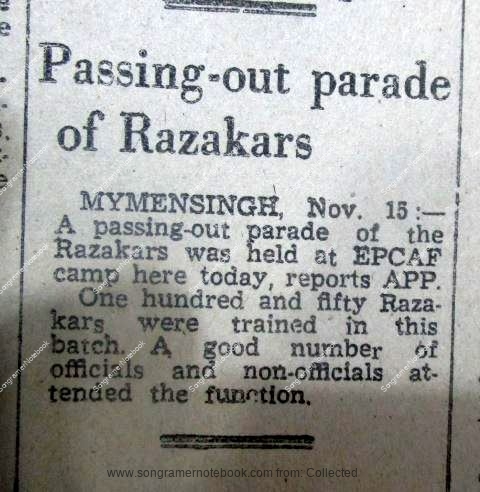 Passing-out parade
of Razakars
MYMENSINGH, Nov. 15 :—
A passing-out parade of the
Razakars was held at EPCAF
camp here today, reports APP.
One hundred and fifty Raza-
kars were trained in this
batch. A good number of
officials and non-officials at-
tended the function.
www.songramernotebook.com from: Collected